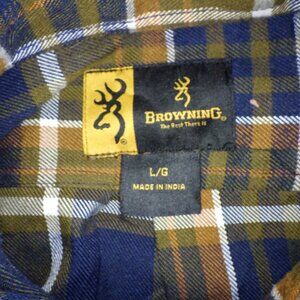 BROWNING®
The Best There Is
®
L/G
MADE IN INDIA